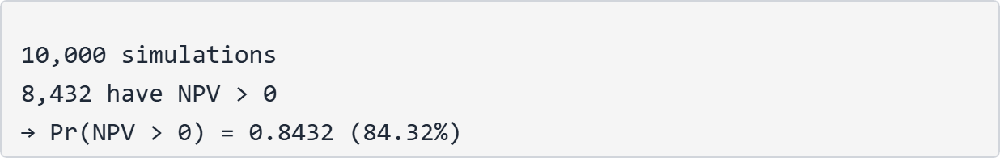 10,000 simulations
8,432 have NPV > 0
→ Pr(NPV > 0) = 0.8432 (84.32%)